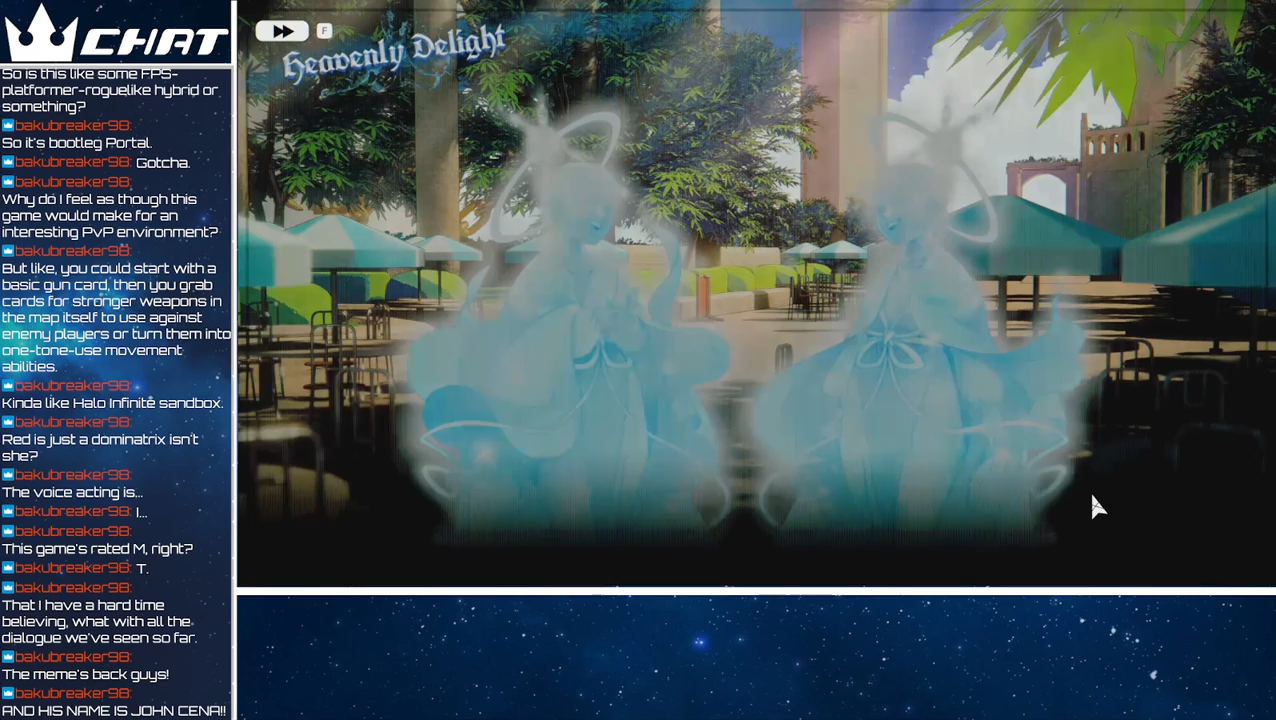 CHAT
So is this like some FPS-
platformer-roguelike hybrid or
something?
bakubreaker98:
So it's bootleg Portal.
bakubreaker98: Gotcha.
bakubreaker98:
Why do I feel as though this
game would make for an
interesting PvP environment?
bakubreaker98:
But like, you could start with a
basic gun card, then you grab
cards for stronger weapons in
the map itself to use against
enemy players or turn them into
one-tone-use movement
abilities.
bakubreaker98:
Kinda like Halo Infinite sandbox.
bakubreaker98:
Red is just a dominatrix isn't
she?
bakubreaker98:
The voice acting is...
bakubreaker98: I...
bakubreaker98:
This game's rated M, right?
bakubreaker98: T.
bakubreaker98:
That I have a hard time
believing, what with all the
dialogue we've seen so far.
bakubreaker98:
The meme's back guys!
bakubreaker98:
AND HIS NAME IS JOHN CENA!!
F
Heavenly Delight